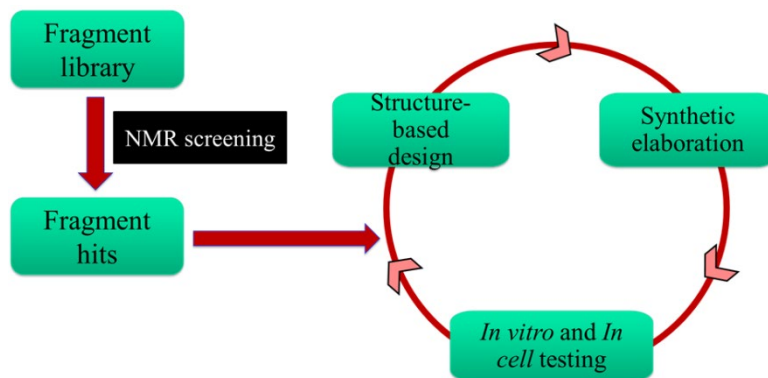 Fragment
library
NMR screening
Fragment
hits
Structure-
based
design
Synthetic
elaboration
In vitro and In
cell testing